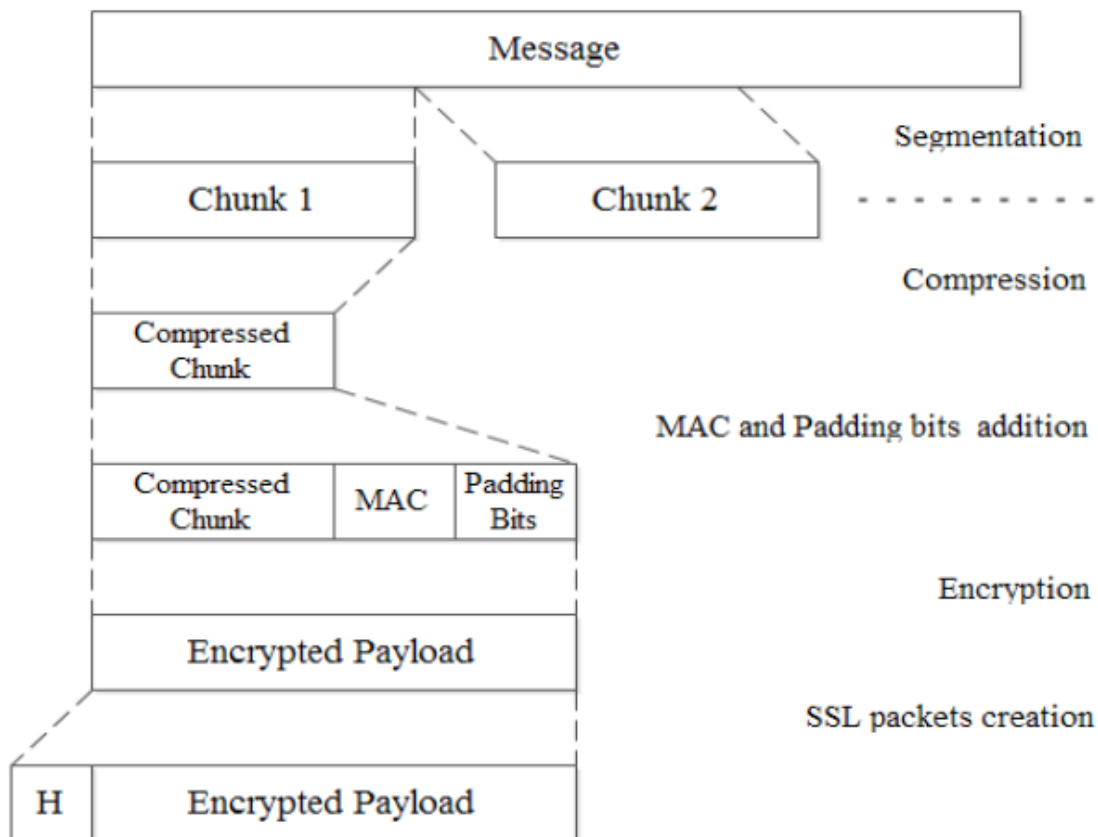 Message
Segmentation
Chunk 1
Chunk 2
Compression
Compressed
Chunk
MAC and Padding bits addition
Compressed
Chunk
MAC
Padding
Bits
Encryption
Encrypted Payload
SSL packets creation
H
Encrypted Payload